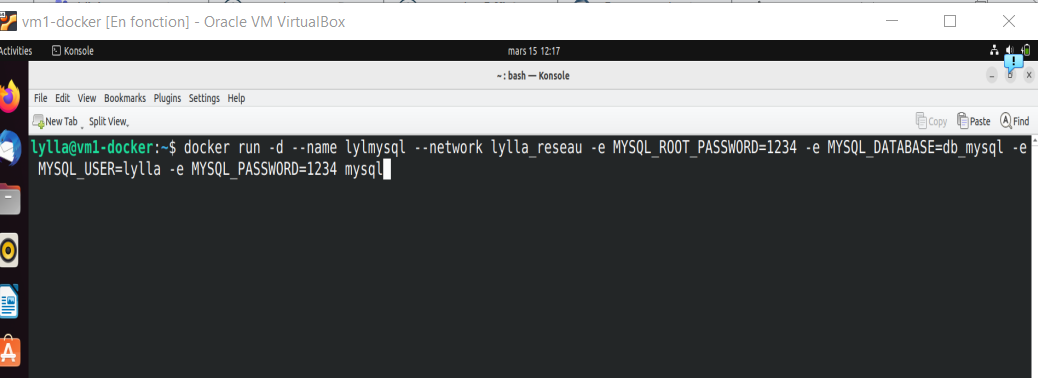 vm1-docker [En fonction] - Oracle VM VirtualBox
Activities Konsole mars 15 12:17
~ : bash — Konsole
File Edit View Bookmarks Plugins Settings Help
New Tab Split View Copy Paste Find
lylla@vm1-docker:~$ docker run -d --name lylmysql --network lylla_reseau -e MYSQL_ROOT_PASSWORD=1234 -e MYSQL_DATABASE=db_mysql -e
MYSQL_USER=lylla -e MYSQL_PASSWORD=1234 mysql